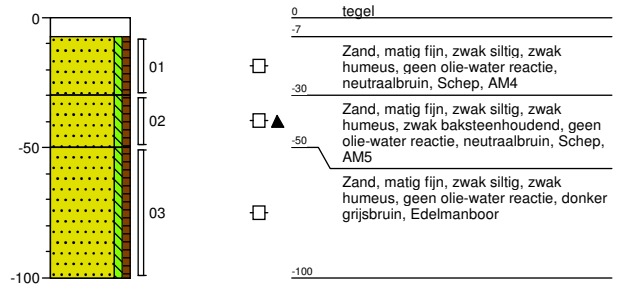 0
-50
-100
01
02
03
0 tegel
-7
Zand, matig fijn, zwak siltig, zwak
humeus, geen olie-water reactie,
neutraalbruin, Schep, AM4
-30
Zand, matig fijn, zwak siltig, zwak
humeus, zwak baksteenhoudend, geen
olie-water reactie, neutraalbruin, Schep,
AM5
-50
Zand, matig fijn, zwak siltig, zwak
humeus, geen olie-water reactie, donker
grijsbruin, Edelmanboor
-100